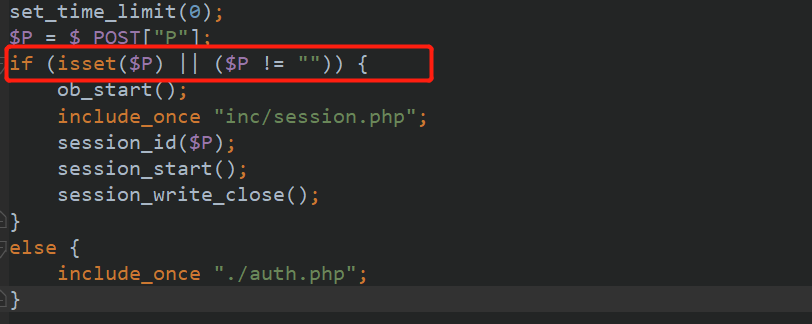 set_time_limit(0);
$P = $_POST["P"];
if (isset($P) || ($P != "")) {
    ob_start();
    include_once "inc/session.php";
    session_id($P);
    session_start();
    session_write_close();
}
else {
    include_once "./auth.php";
}